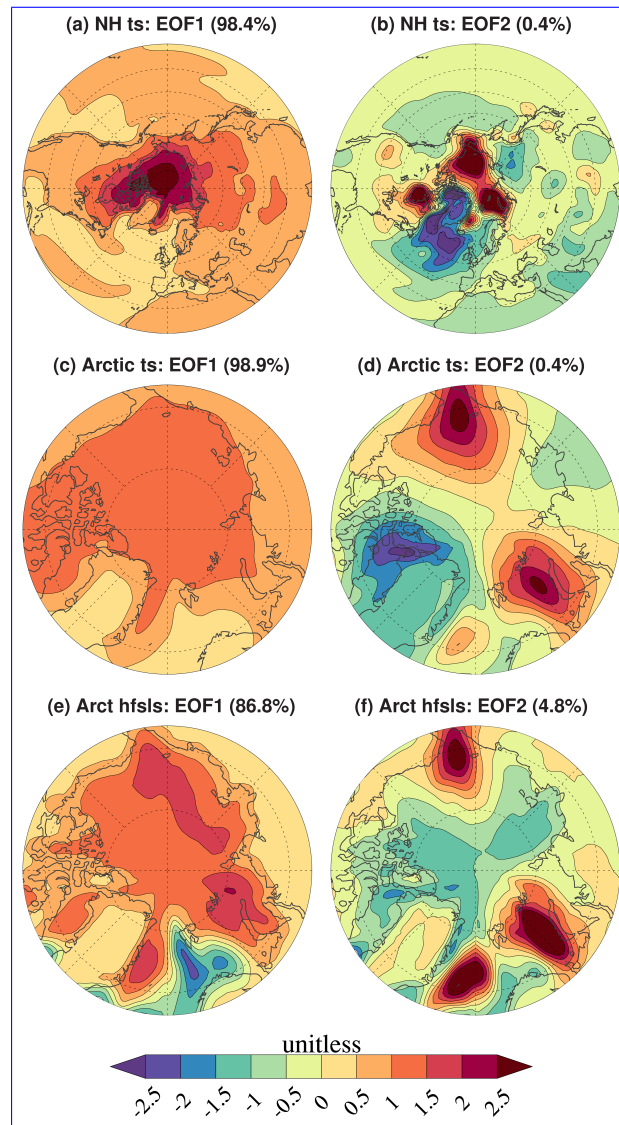 (a) NH ts: EOF1 (98.4%)
(b) NH ts: EOF2 (0.4%)
(c) Arctic ts: EOF1 (98.9%)
(d) Arctic ts: EOF2 (0.4%)
(e) Arct hfsls: EOF1 (86.8%)
(f) Arct hfsls: EOF2 (4.8%)
unitless
-2.5 -2 -1.5 -1 -0.5 0 0.5 1 1.5 2 2.5